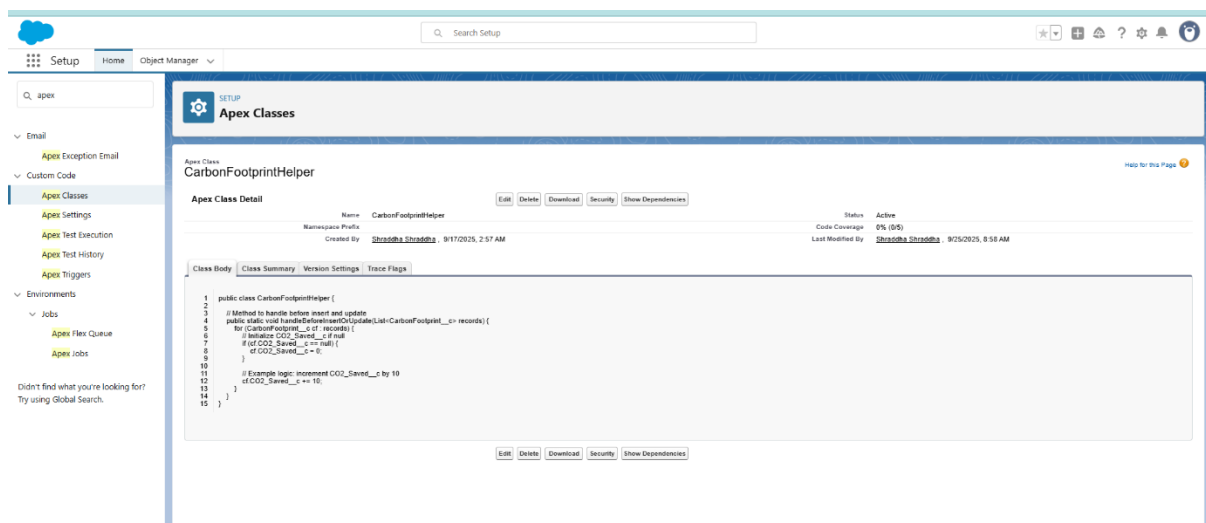 Search Setup
Setup Home Object Manager
apex
Email
Apex Exception Email
Custom Code
Apex Classes
Apex Settings
Apex Test Execution
Apex Test History
Apex Triggers
Environments
Jobs
Apex Flex Queue
Apex Jobs
Didn't find what you're looking for?
Try using Global Search.
SETUP
Apex Classes
Apex Class
CarbonFootprintHelper
Help for this Page
Apex Class Detail
Edit Delete Download Security Show Dependencies
Name CarbonFootprintHelper Status Active
Namespace Prefix Code Coverage 0% (0/5)
Created By Shraddha Shraddha , 9/17/2025, 2:57 AM Last Modified By Shraddha Shraddha , 9/25/2025, 8:58 AM
Class Body Class Summary Version Settings Trace Flags
1 public class CarbonFootprintHelper {
2
3 // Method to handle before insert and update
4 public static void handleBeforeInsertOrUpdate(List<CarbonFootprint__c> records) {
5 for (CarbonFootprint__c cf : records) {
6 // Initialize CO2_Saved__c if null
7 if (cf.CO2_Saved__c == null) {
8 cf.CO2_Saved__c = 0;
9 }
10
11 // Example logic: increment CO2_Saved__c by 10
12 cf.CO2_Saved__c += 10;
13 }
14 }
15 }
Edit Delete Download Security Show Dependencies